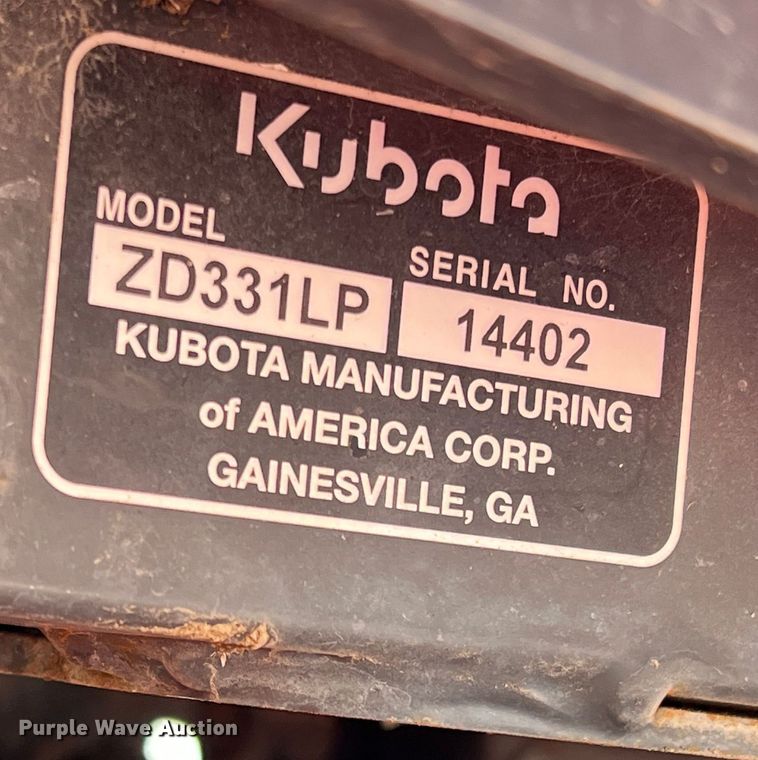 Kubota
MODEL
SERIAL NO.
ZD331LP
14402
KUBOTA MANUFACTURING
of AMERICA CORP.
GAINESVILLE, GA
Purple Wave Auction